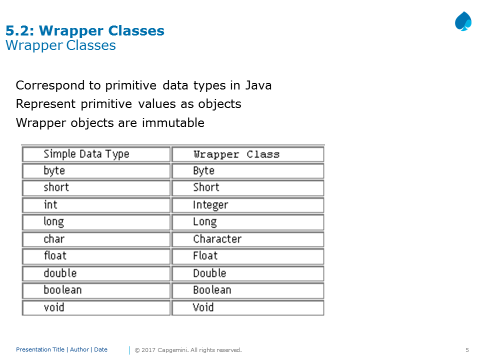 5.2: Wrapper Classes
Wrapper Classes
Correspond to primitive data types in Java
Represent primitive values as objects
Wrapper objects are immutable
Simple Data Type Wrapper Class
byte Byte
short Short
int Integer
long Long
char Character
float Float
double Double
boolean Boolean
void Void
Presentation Title | Author | Date © 2017 Capgemini. All rights reserved. 5